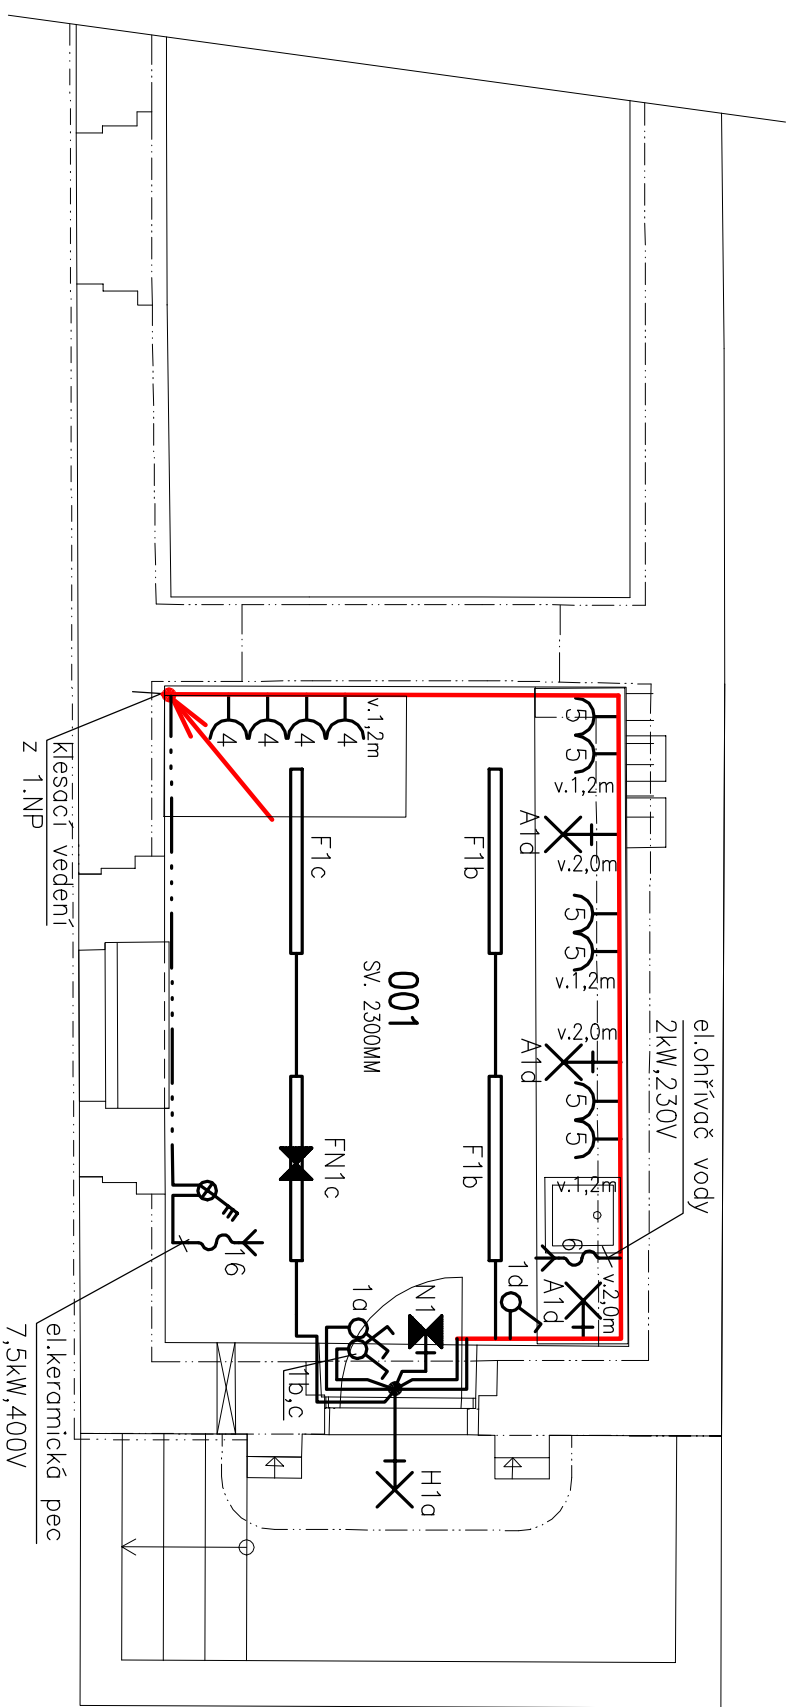 klesací vedení
z 1.NP
v.1,2m
4
4
4
4
5
5
v.1,2m
A1d
v.2,0m
F1c
F1b
5
5
v.1,2m
001
SV. 2300MM
v.2,0m
A1d
el.ohřívač vody
2kW,230V
5
5
v.1,2m
FN1c
F1b
6
v.2,0m
A1d
1d
16
1a
N1
1b,c
H1a
el.keramická pec
7,5kW,400V